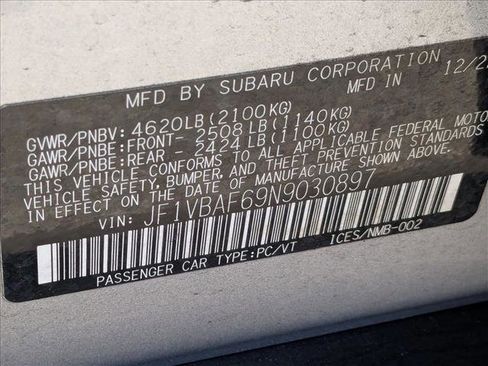 MFD BY SUBARU CORPORATION
MFD IN 12/2
GVWR/PNBV: 4620LB(2100KG)
GAWR/PNBE:FRONT- 2508 LB(1140KG)
GAWR/PNBE:REAR - 2424 LB(1100KG)
THIS VEHICLE CONFORMS TO ALL APPLICABLE FEDERAL MOTO
VEHICLE SAFETY, BUMPER, AND THEFT PREVENTION STANDARDS
IN EFFECT ON THE DATE OF MANUFACTURE SHOWN ABOVE.
VIN: JF1VBAF69N9030897
PASSENGER CAR TYPE:PC/VT ICES/NMB-002